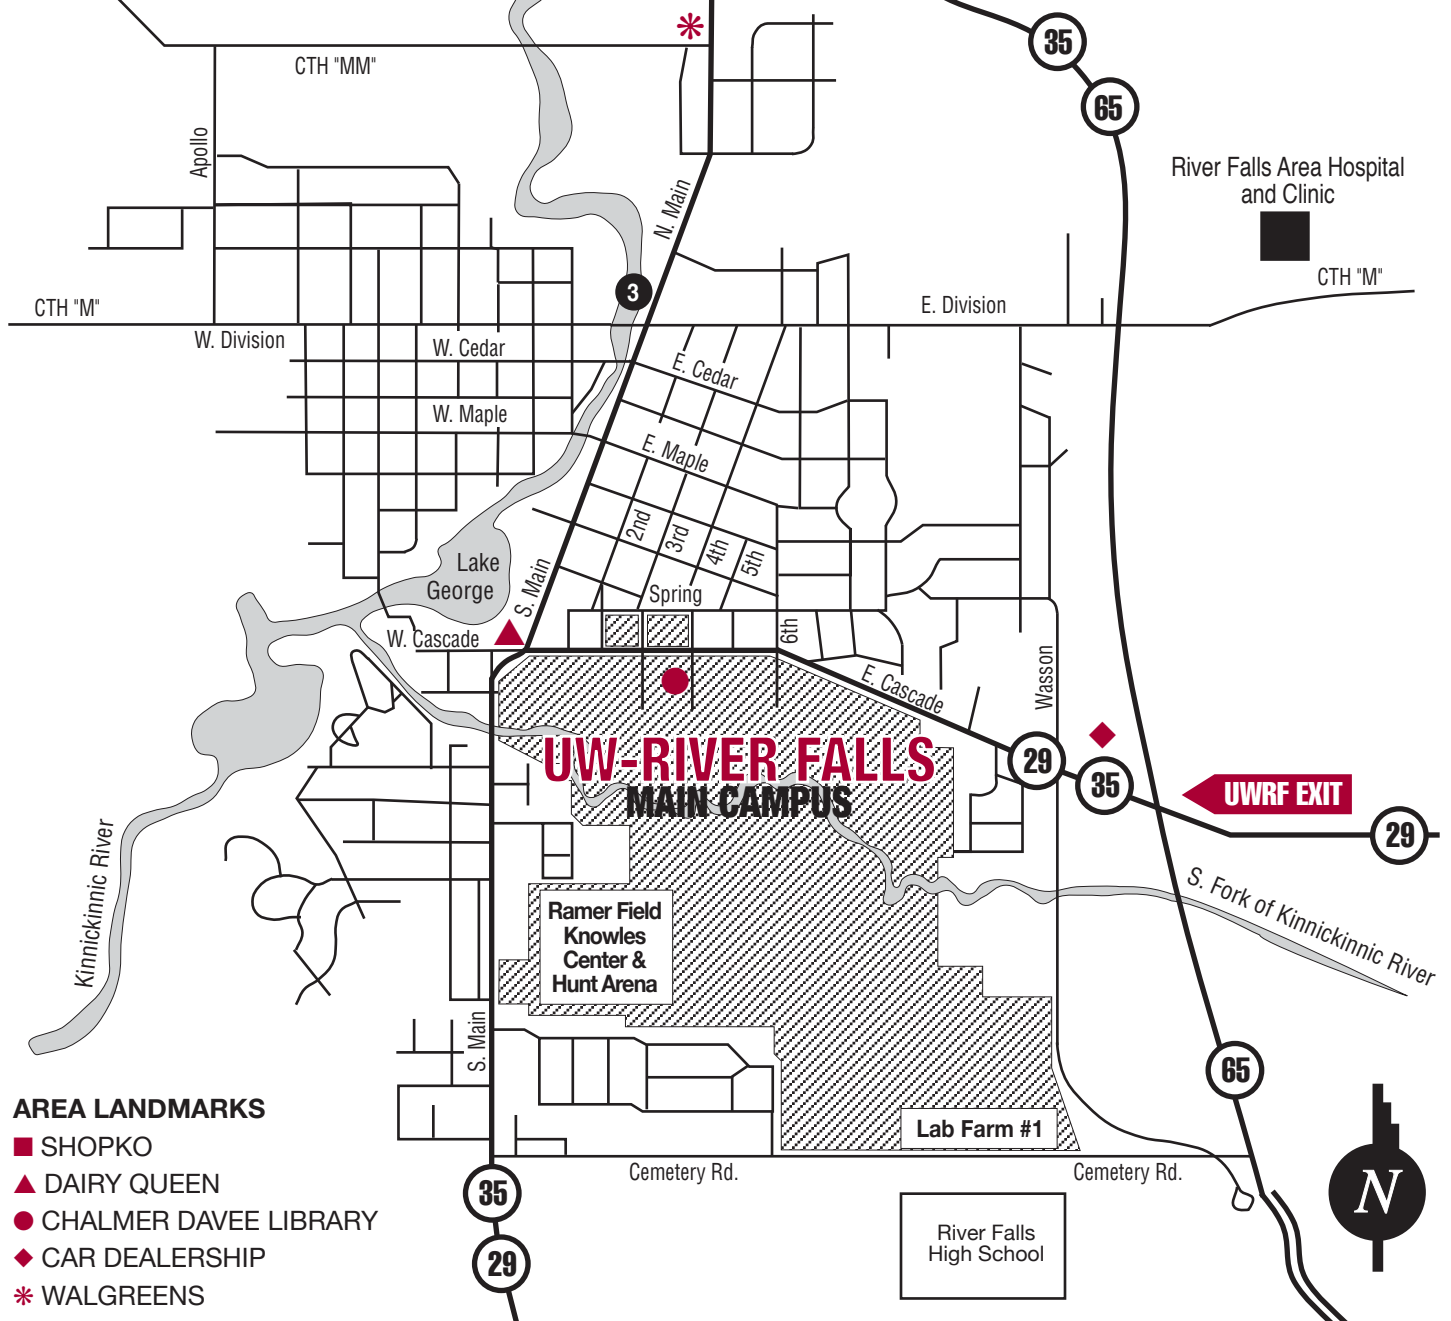 35
CTH "MM"
65
Apollo
River Falls Area Hospital
and Clinic
N. Main
3
CTH "M"
CTH "M"
E. Division
W. Division
W. Cedar
E. Cedar
W. Maple
E. Maple
2nd
3rd
4th
5th
Lake
George
S. Main
Spring
W. Cascade
6th
E. Cascade
Wasson
UW-RIVER FALLS
MAIN CAMPUS
29
35
UWRF EXIT
29
Kinnickinnic River
S. Fork of Kinnickinnic River
Ramer Field
Knowles
Center &
Hunt Arena
S. Main
65
Lab Farm #1
Cemetery Rd.
Cemetery Rd.
35
29
River Falls
High School
N
AREA LANDMARKS
SHOPKO
DAIRY QUEEN
CHALMER DAVEE LIBRARY
CAR DEALERSHIP
WALGREENS